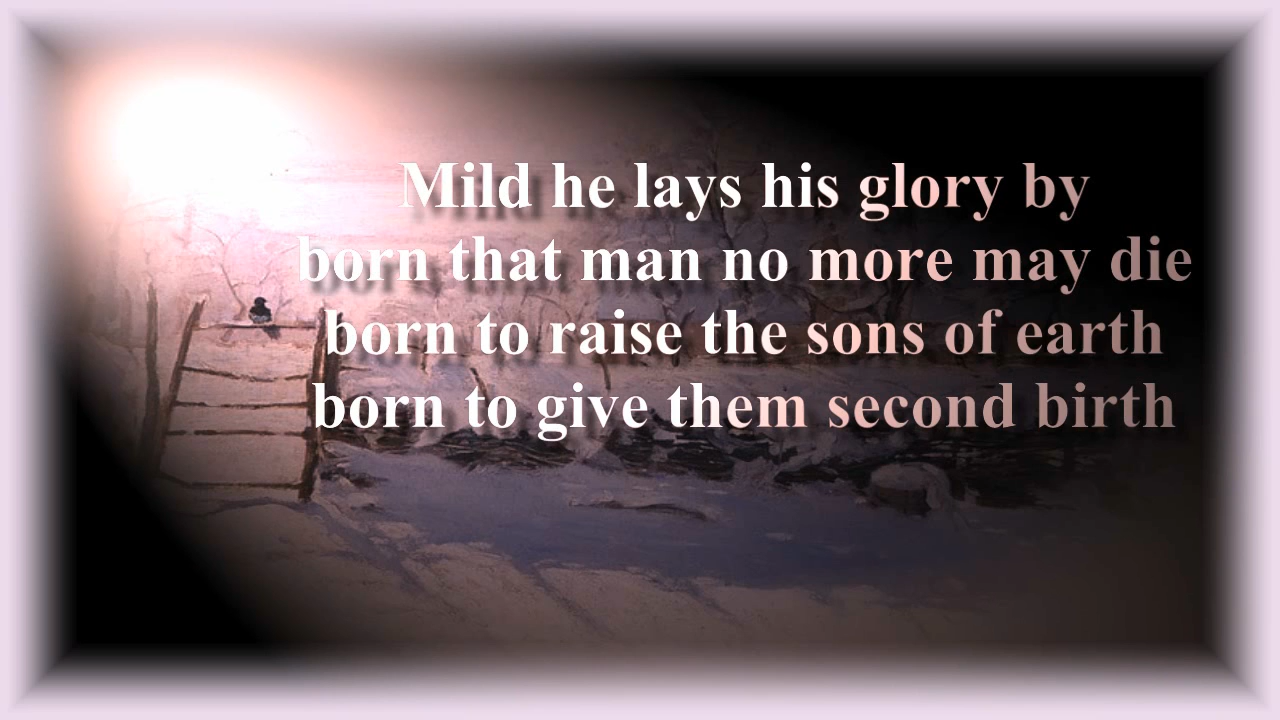 Mild he lays his glory by
born that man no more may die
born to raise the sons of earth
born to give them second birth